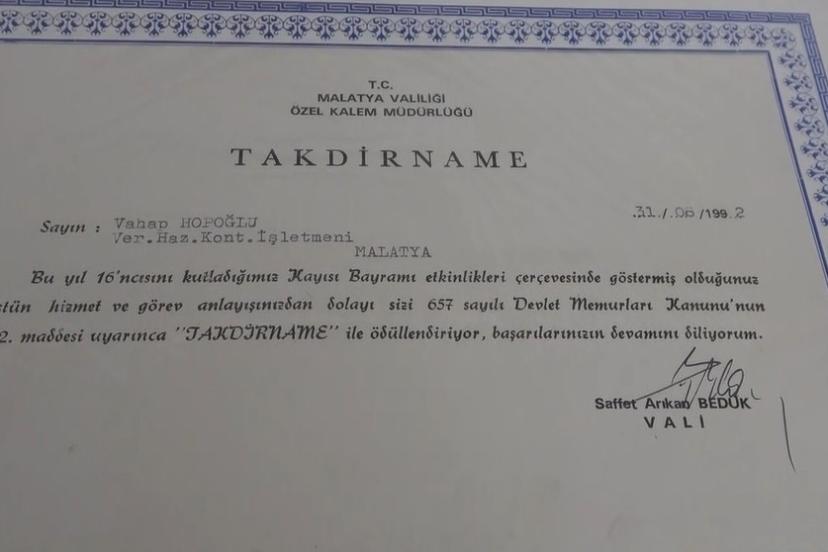 T.C.
MALATYA VALİLİĞİ
ÖZEL KALEM MÜDÜRLÜĞÜ
TAKDİRNAME
31./.08/1992
Sayın : Vahap HOPOĞLU
Ver.Haz.Kont.İşletmeni
MALATYA
Bu yıl 16'ncısını kutladığımız Kayısı Bayramı etkinlikleri çerçevesinde göstermiş olduğunuz
stün hizmet ve görev anlayışınızdan dolayı sizi 657 sayılı Devlet Memurları Kanunu'nun
2. maddesi uyarınca "TAKDİRNAME" ile ödüllendiriyor, başarılarınızın devamını diliyorum.
Saffet Arıkan BEDÜK
VALİ